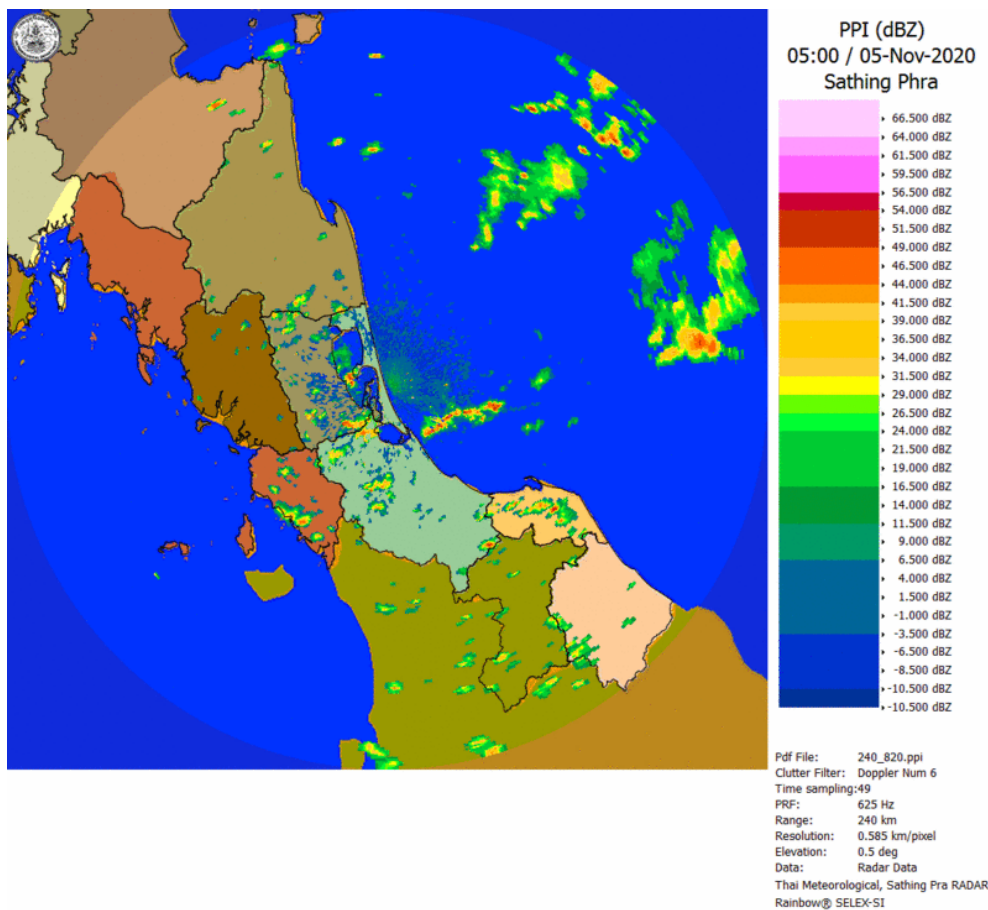 PPI (dBZ)
05:00 / 05-Nov-2020
Sathing Phra
66.500 dBZ
64.000 dBZ
61.500 dBZ
59.500 dBZ
56.500 dBZ
54.000 dBZ
51.500 dBZ
49.000 dBZ
46.500 dBZ
44.000 dBZ
41.500 dBZ
39.000 dBZ
36.500 dBZ
34.000 dBZ
31.500 dBZ
29.000 dBZ
26.500 dBZ
24.000 dBZ
21.500 dBZ
19.000 dBZ
16.500 dBZ
14.000 dBZ
11.500 dBZ
9.000 dBZ
6.500 dBZ
4.000 dBZ
1.500 dBZ
-1.000 dBZ
-3.500 dBZ
-6.500 dBZ
-8.500 dBZ
-10.500 dBZ
-10.500 dBZ
Pdf File: 240_820.ppi
Clutter Filter: Doppler Num 6
Time sampling:49
PRF: 625 Hz
Range: 240 km
Resolution: 0.585 km/pixel
Elevation: 0.5 deg
Data: Radar Data
Thai Meteorological, Sathing Pra RADAR
Rainbow® SELEX-SI